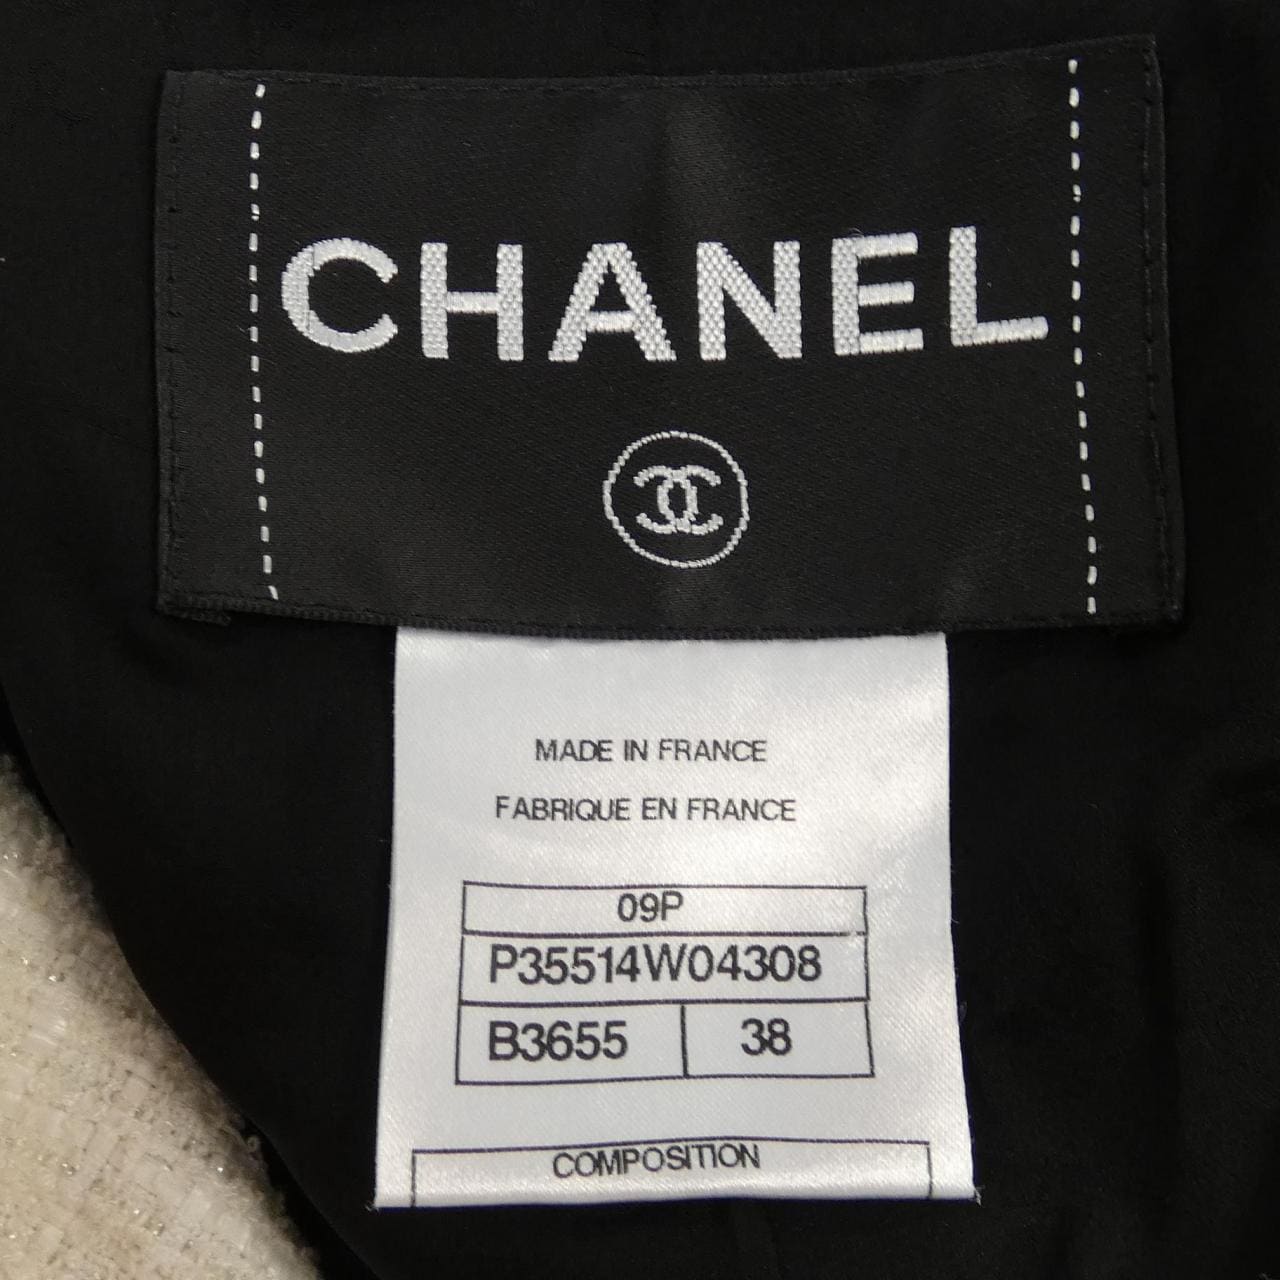 CHANEL
MADE IN FRANCE
FABRIQUE EN FRANCE
09P
P35514W04308
B3655 38
COMPOSITION